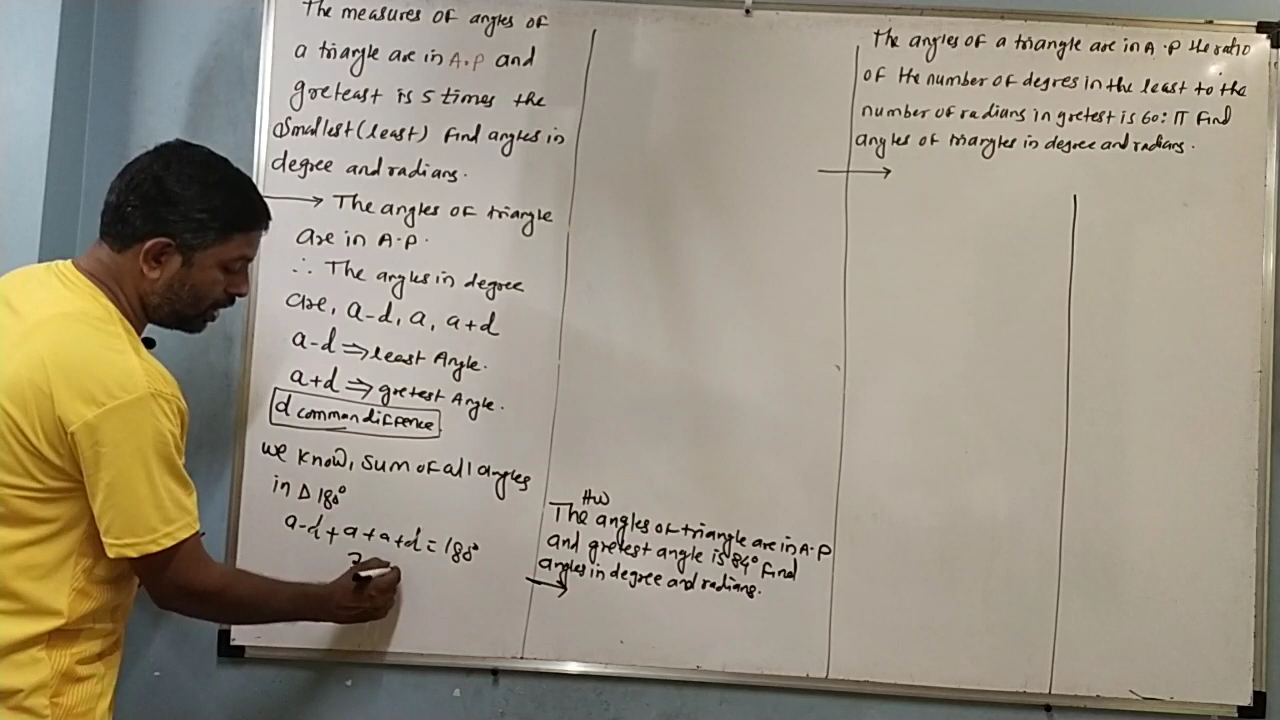 The measures of angles of
a triangle are in A.P and
greteast is 5 times the
Smallest (least) Find angles in
degree and radians.
→ The angles of triangle
are in A.P.
∴ The angles in degree
are, a-d, a, a+d
a-d ⇒ least Angle.
a+d ⇒ gretest Angle.
d common diffence
we know, sum of all angles
in Δ 180°
a-d+a+a+d = 180°
3
HW
The angles of triangle are in A.P
and gretest angle is 84° Find
angles in degree and radians.
→
The angles of a triangle are in A.P the ratio
of the number of degres in the least to the
number of radians in gretest is 60:π Find
angles of triangles in degree and radians.
→